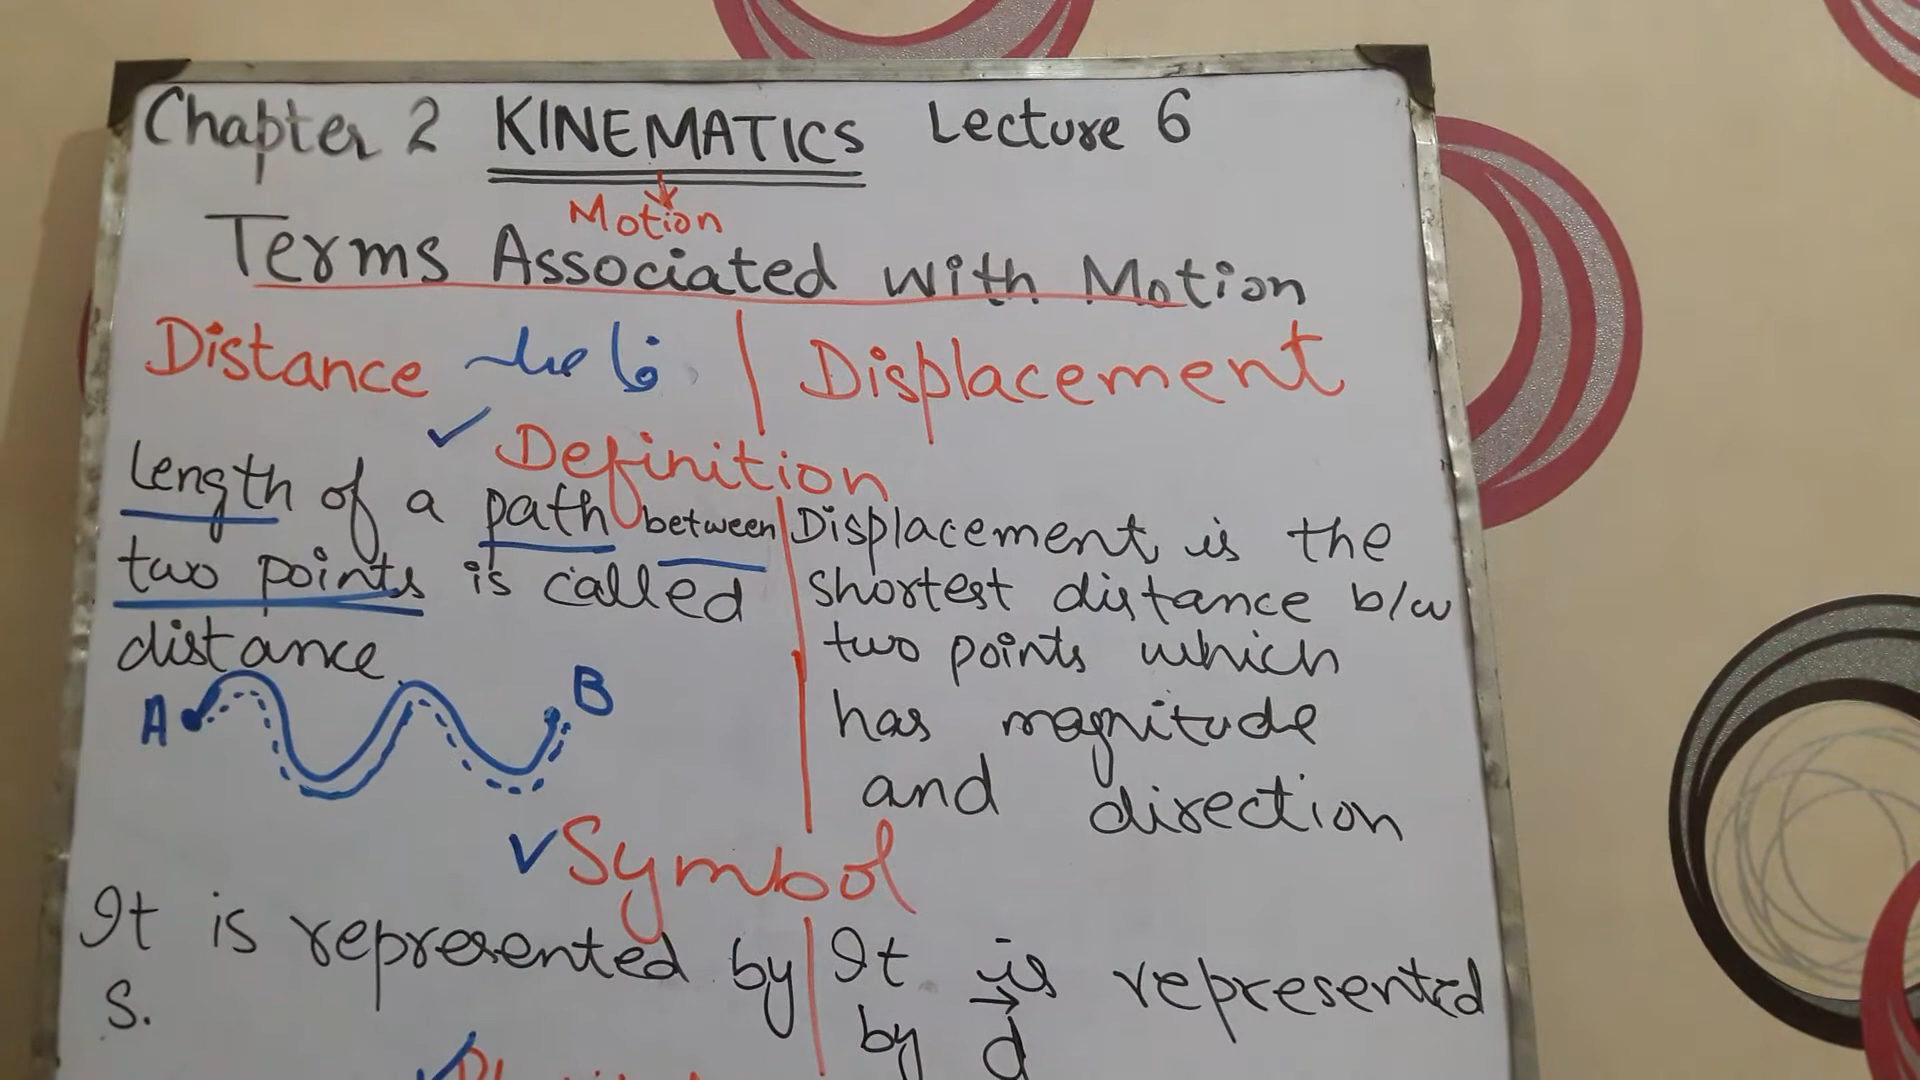 Chapter 2 KINEMATICS Lecture 6
Motion
Terms Associated with Motion
Distance فاصلہ | Displacement
✓ Definition
Length of a path between
two points is called
distance
A B
Displacement is the
shortest distance b/w
two points which
has magnitude
and direction
✓ Symbol
It is represented by
S.
It is represented
by d⃗